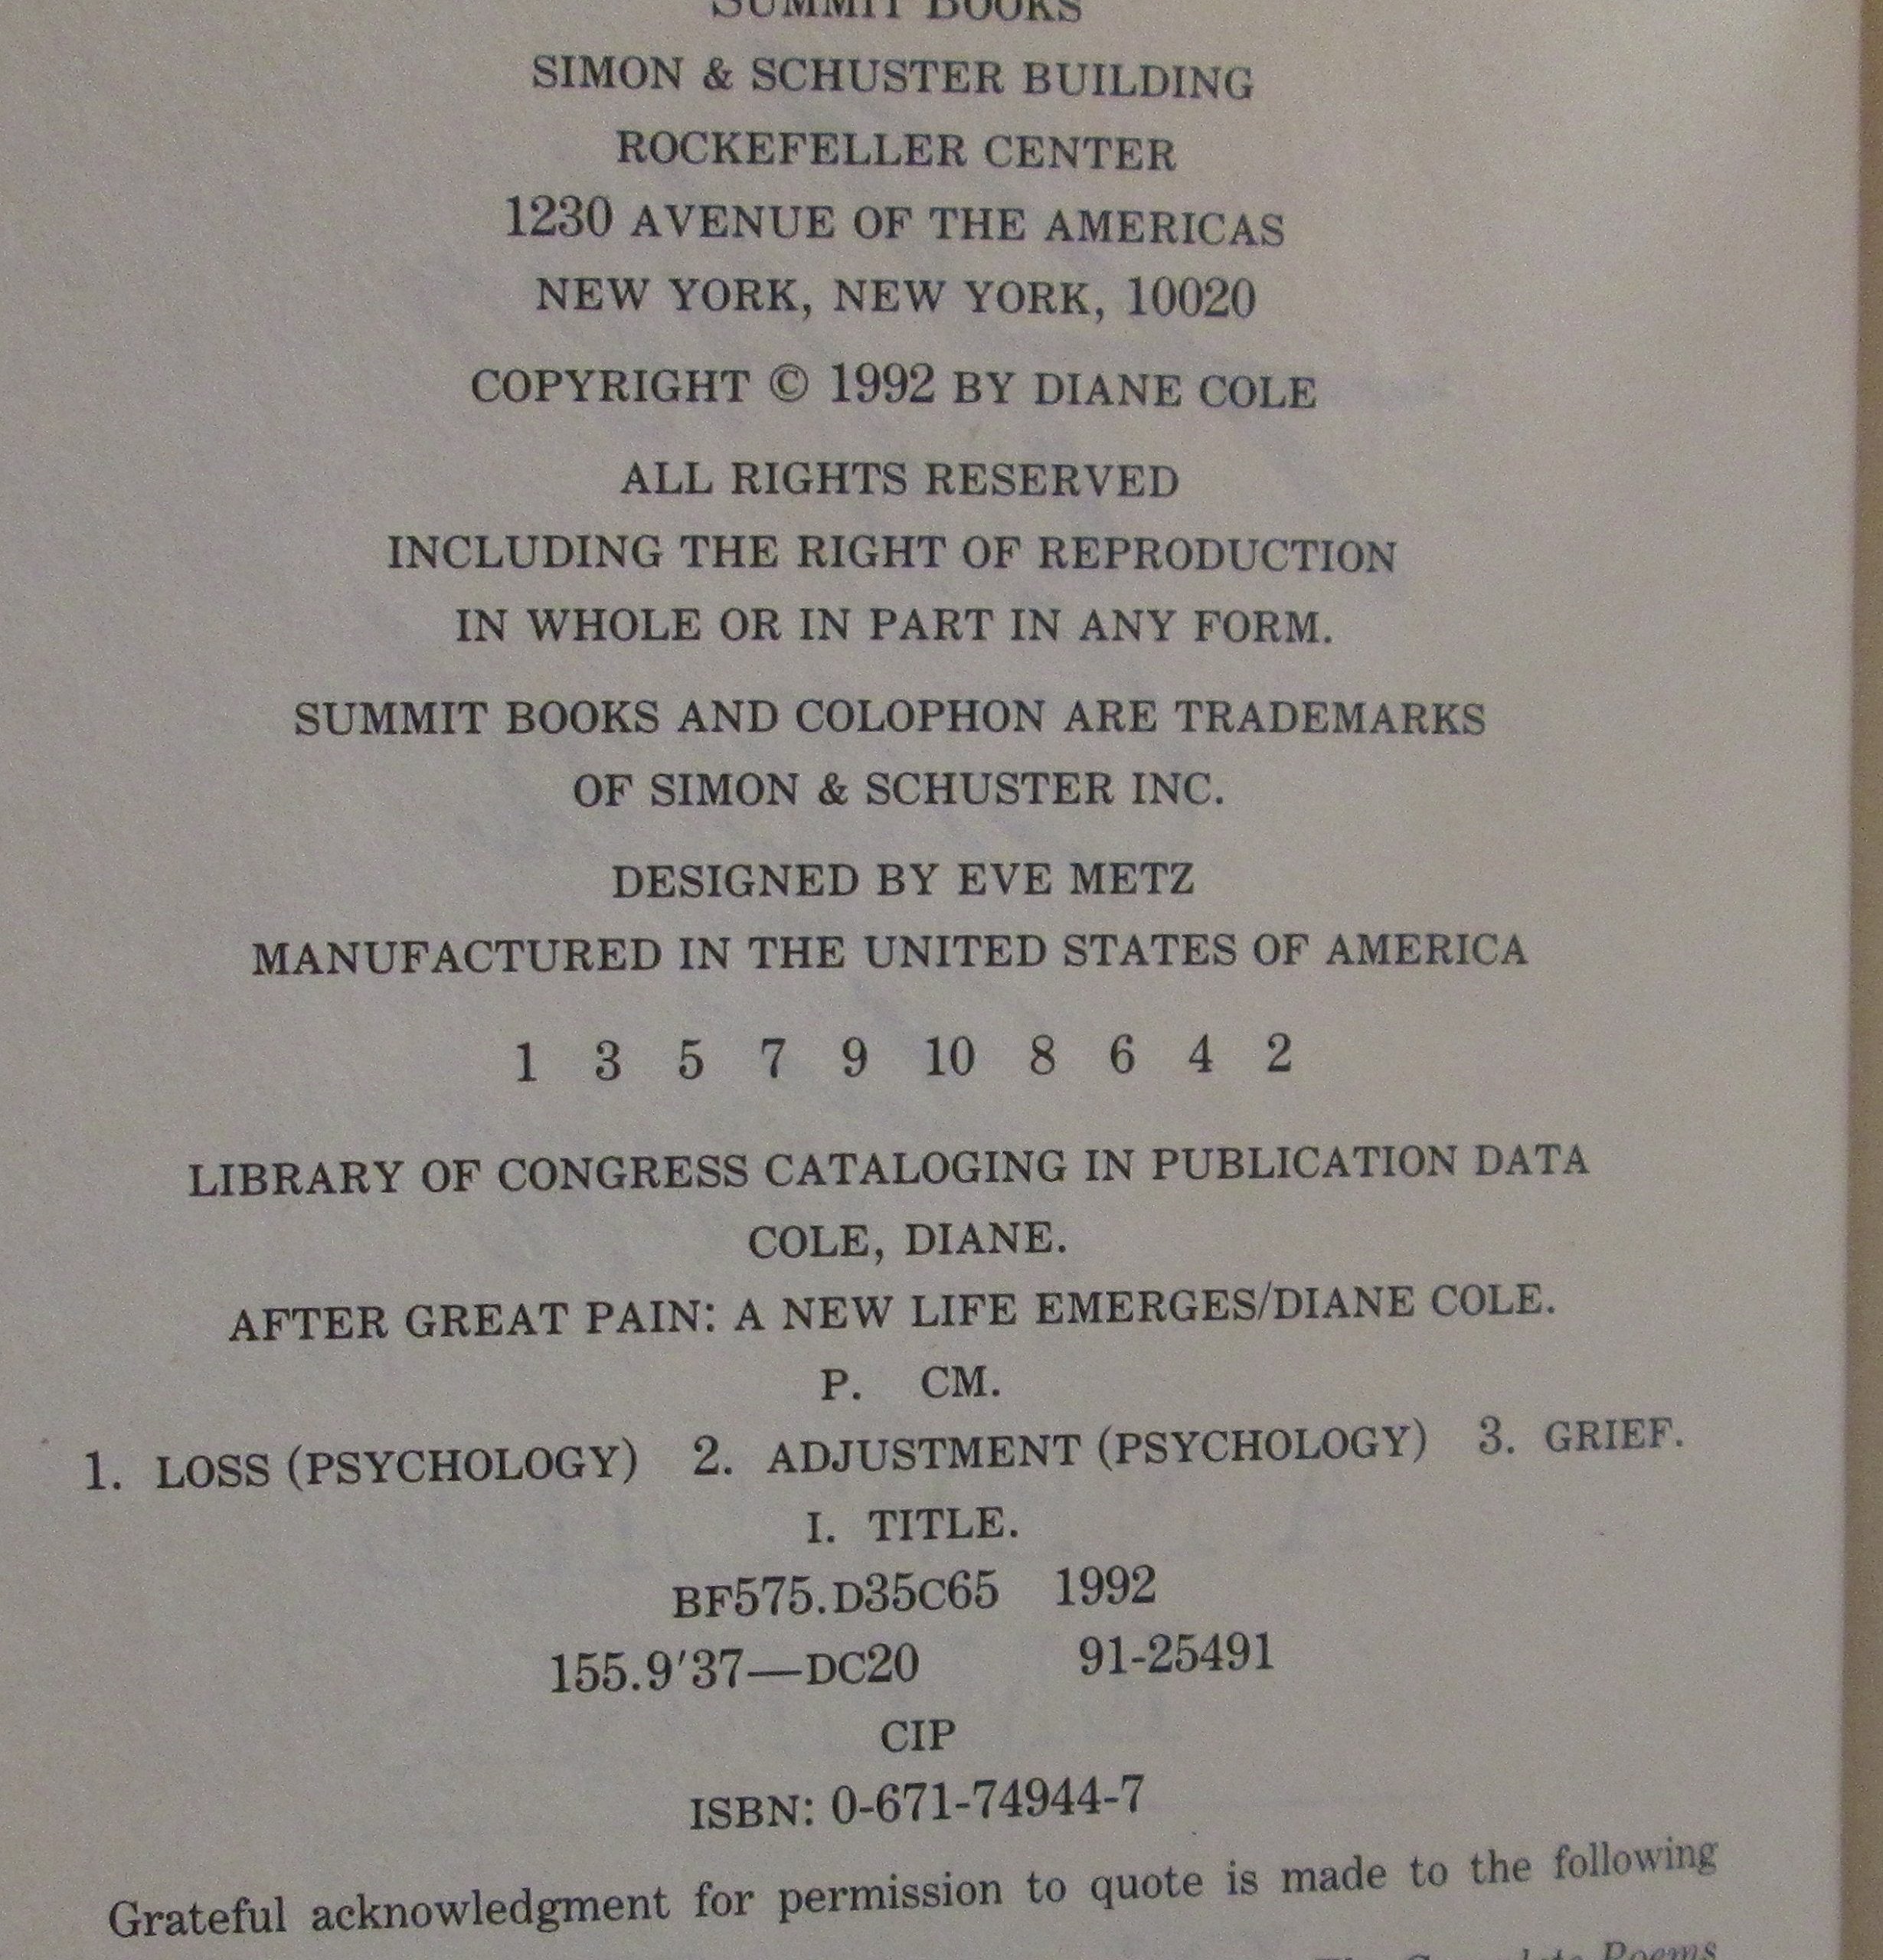 SUMMIT BOOKS
SIMON & SCHUSTER BUILDING
ROCKEFELLER CENTER
1230 AVENUE OF THE AMERICAS
NEW YORK, NEW YORK, 10020
COPYRIGHT © 1992 BY DIANE COLE
ALL RIGHTS RESERVED
INCLUDING THE RIGHT OF REPRODUCTION
IN WHOLE OR IN PART IN ANY FORM.
SUMMIT BOOKS AND COLOPHON ARE TRADEMARKS
OF SIMON & SCHUSTER INC.
DESIGNED BY EVE METZ
MANUFACTURED IN THE UNITED STATES OF AMERICA
1 3 5 7 9 10 8 6 4 2
LIBRARY OF CONGRESS CATALOGING IN PUBLICATION DATA
COLE, DIANE.
AFTER GREAT PAIN: A NEW LIFE EMERGES/DIANE COLE.
P. CM.
1. LOSS (PSYCHOLOGY) 2. ADJUSTMENT (PSYCHOLOGY) 3. GRIEF.
I. TITLE.
BF575.D35C65 1992
155.9'37—DC20 91-25491
CIP
ISBN: 0-671-74944-7
Grateful acknowledgment for permission to quote is made to the following
Poems